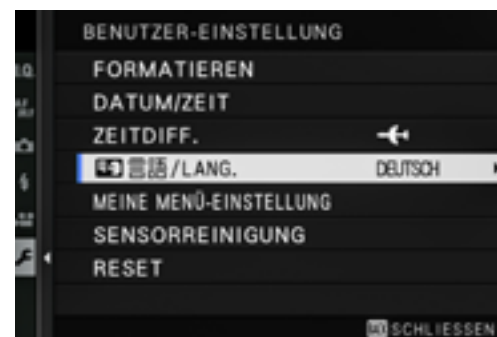 BENUTZER-EINSTELLUNG
FORMATIEREN
DATUM/ZEIT
ZEITDIFF.
言語/LANG. DEUTSCH
MEINE MENÜ-EINSTELLUNG
SENSORREINIGUNG
RESET
SCHLIESSEN